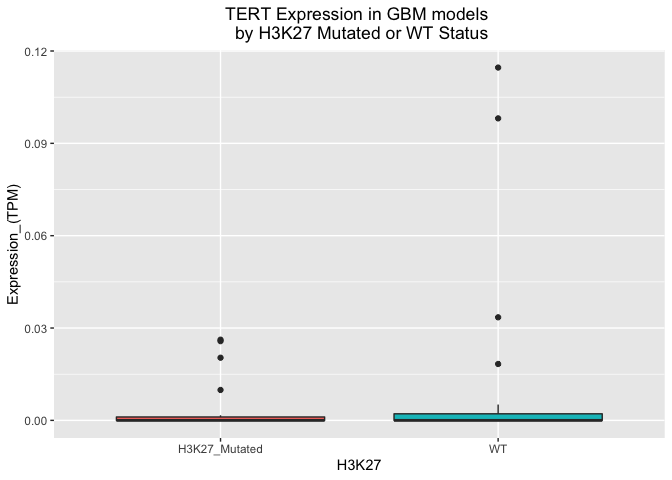 TERT Expression in GBM models
by H3K27 Mutated or WT Status
Expression_(TPM)
0.12
0.09
0.06
0.03
0.00
H3K27_Mutated
WT
H3K27